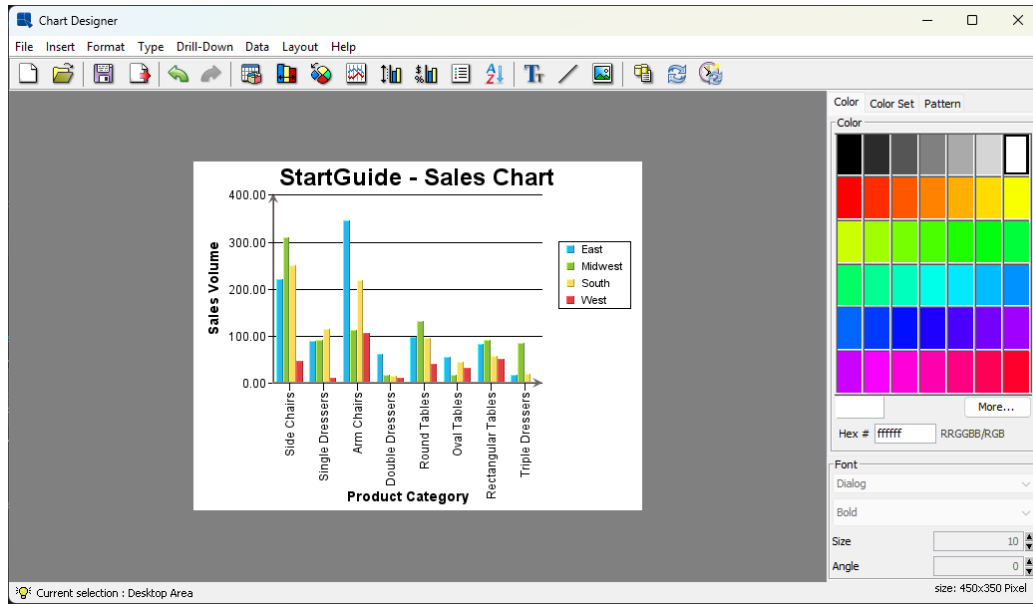 Chart Designer
File Insert Format Type Drill-Down Data Layout Help
Color Color Set Pattern
Color
StartGuide - Sales Chart
400.00
300.00
200.00
100.00
0.00
Sales Volume
East
Midwest
South
West
Side Chairs
Single Dressers
Arm Chairs
Double Dressers
Round Tables
Oval Tables
Rectangular Tables
Triple Dressers
Product Category
More...
Hex # ffffff RRGGBB/RGB
Font
Dialog
Bold
Size 10
Angle 0
Current selection : Desktop Area
size: 450x350 Pixel